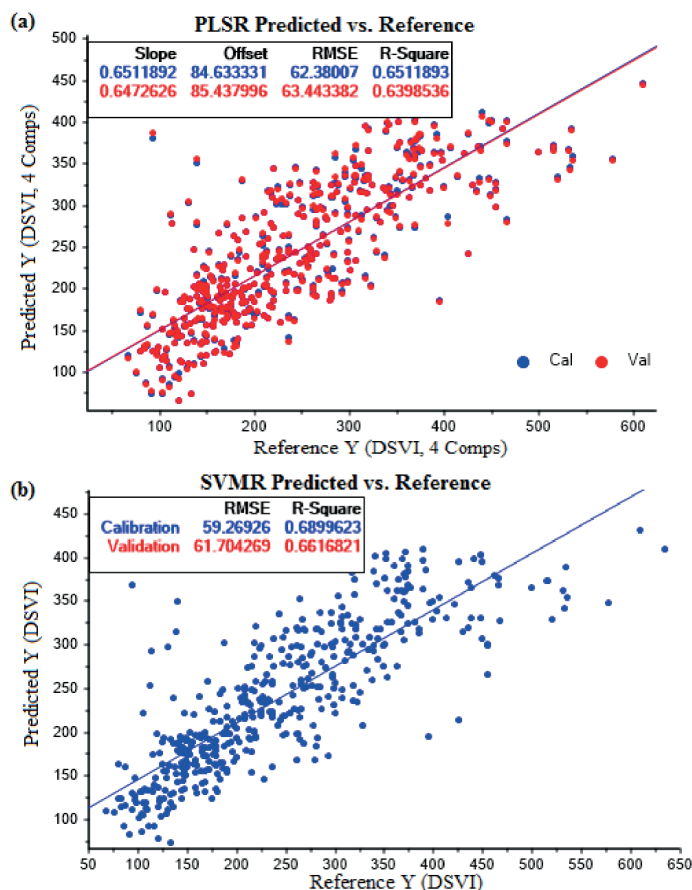 (a)
PLSR Predicted vs. Reference
Slope Offset RMSE R-Square
0.6511892 84.633331 62.38007 0.6511893
0.6472626 85.437996 63.443382 0.6398536
500
450
400
350
300
250
200
150
100
Predicted Y (DSVI, 4 Comps)
Cal Val
100 200 300 400 500 600
Reference Y (DSVI, 4 Comps)
(b)
SVMR Predicted vs. Reference
RMSE R-Square
Calibration 59.26926 0.6899623
Validation 61.704269 0.6616821
450
400
350
300
250
200
150
100
Predicted Y (DSVI)
50 100 150 200 250 300 350 400 450 500 550 600 650
Reference Y (DSVI)